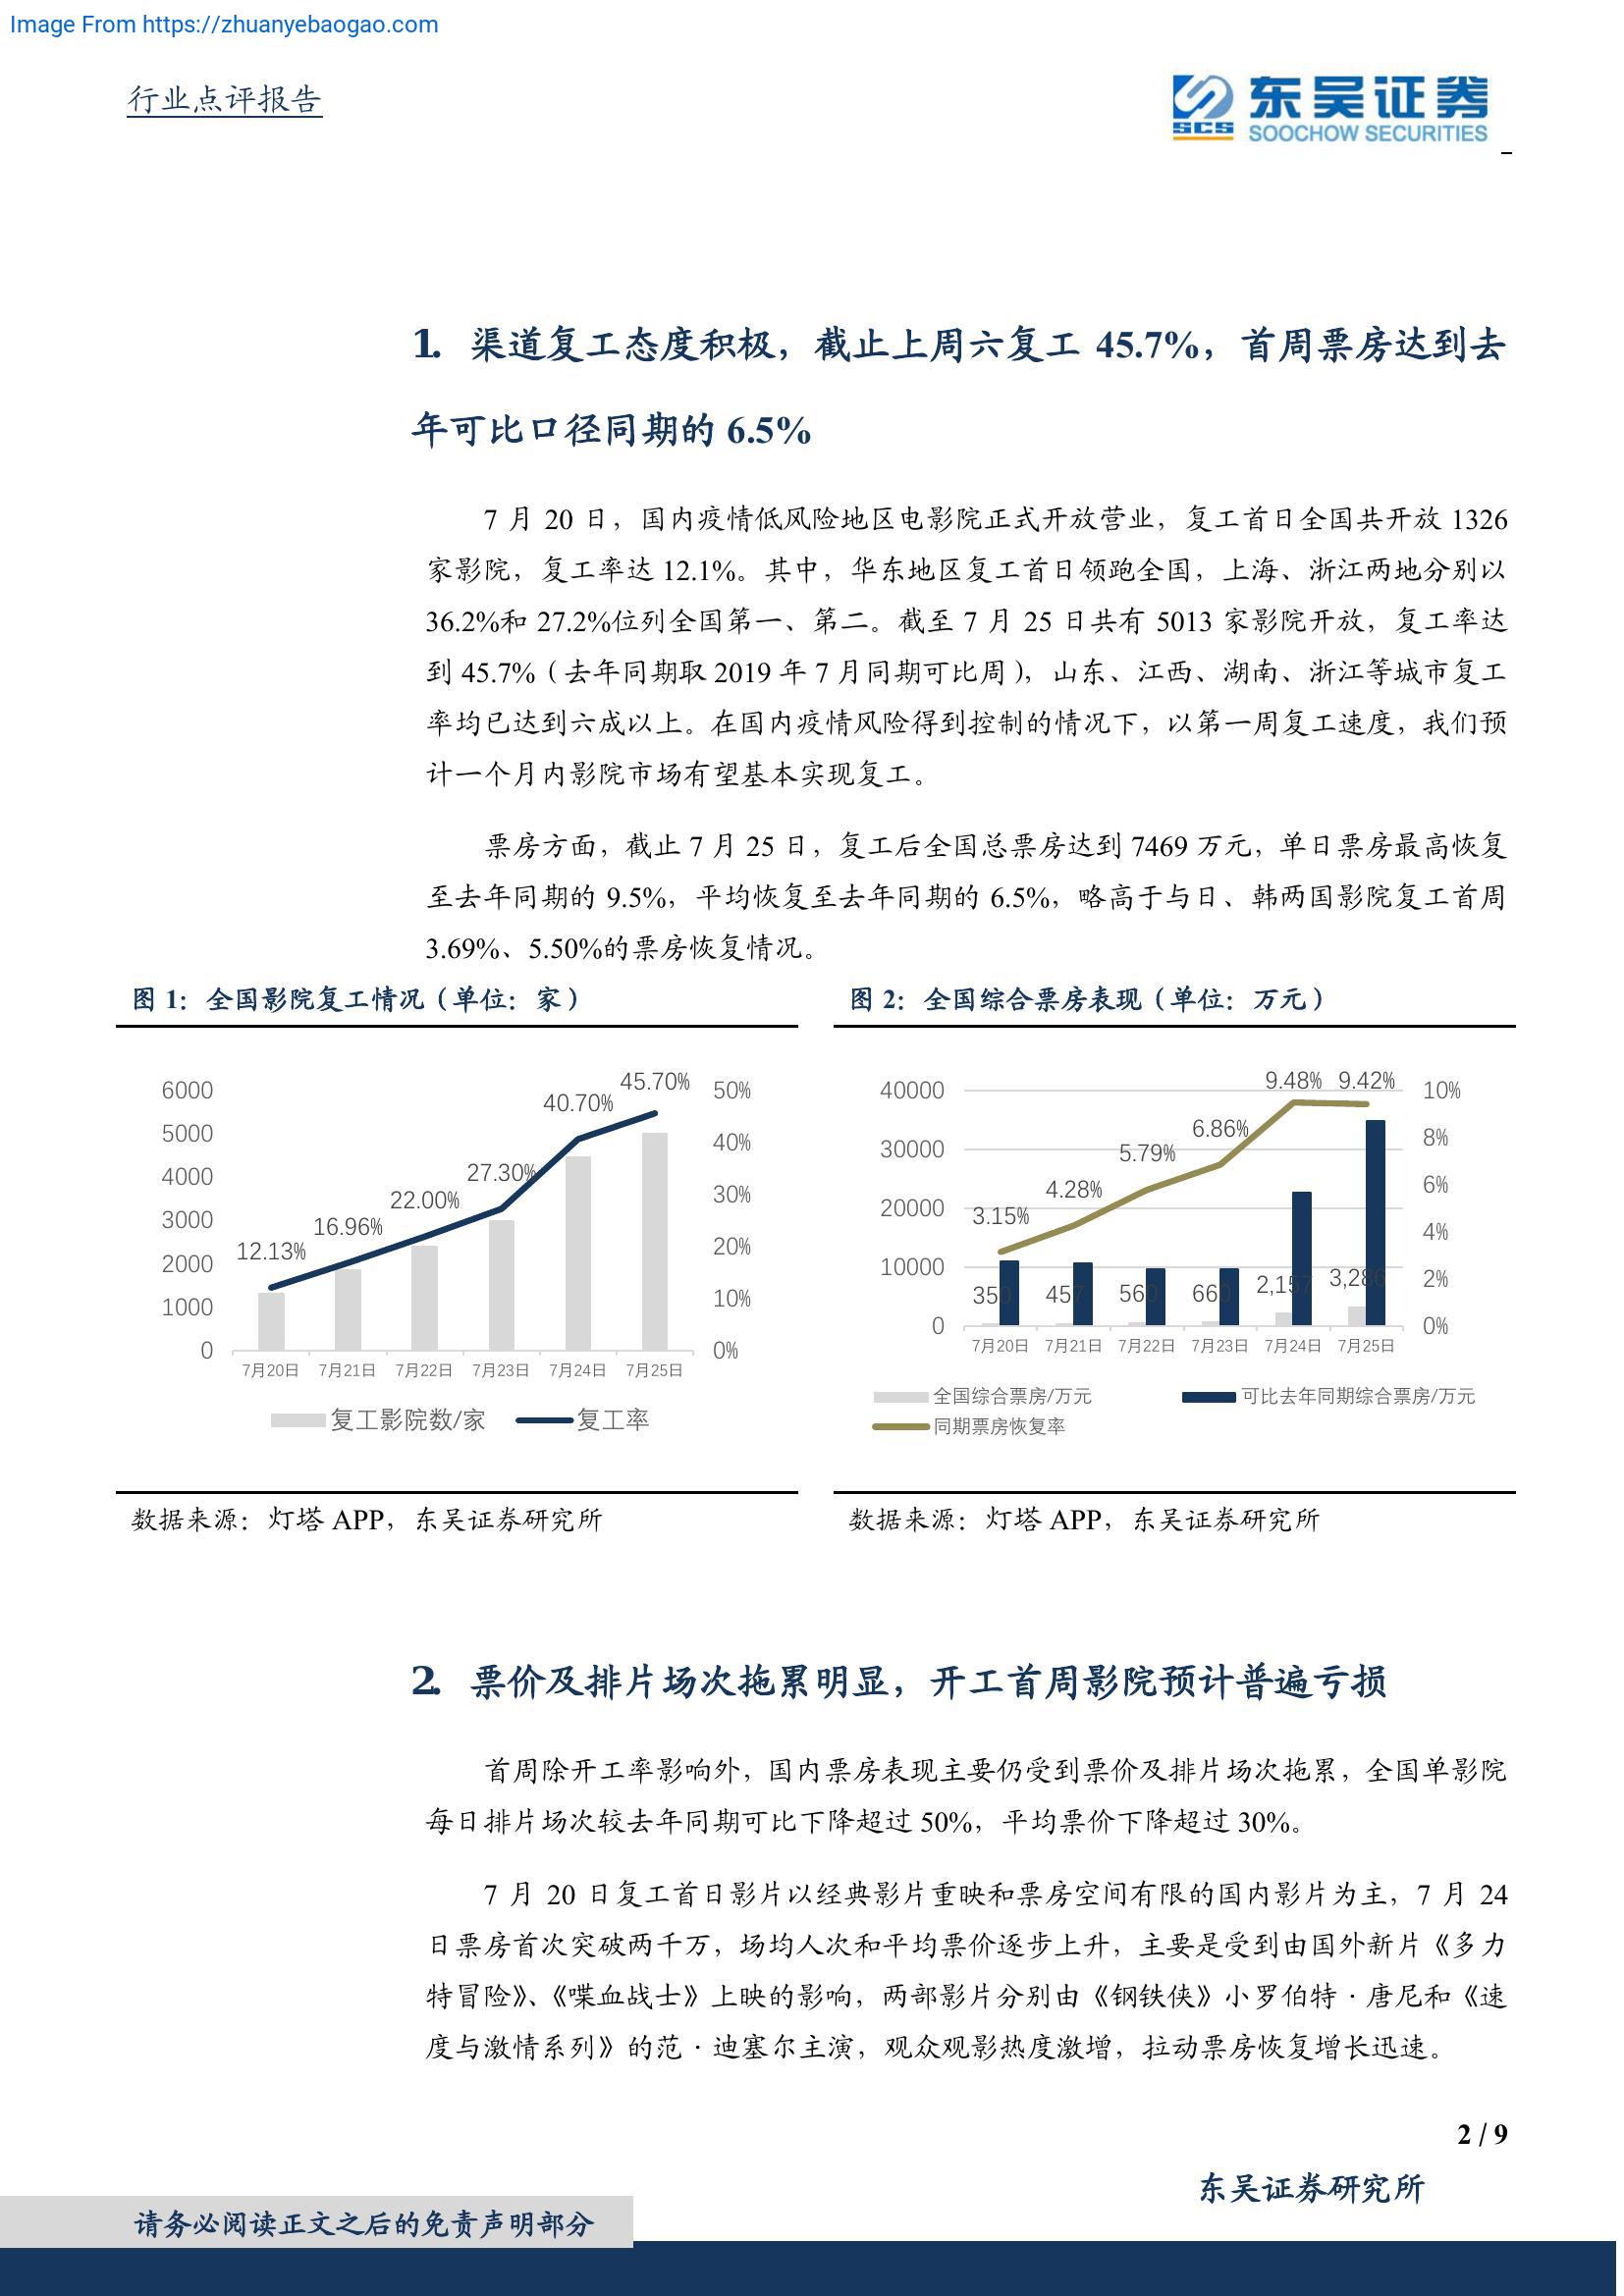 Image From https://zhuanyebaogao.com
行业点评报告
SCS
东吴证券
SOOCHOW SECURITIES
1. 渠道复工态度积极，截止上周六复工 45.7%，首周票房达到去
年可比口径同期的 6.5%
7 月 20 日，国内疫情低风险地区电影院正式开放营业，复工首日全国共开放 1326
家影院，复工率达 12.1%。其中，华东地区复工首日领跑全国，上海、浙江两地分别以
36.2%和 27.2%位列全国第一、第二。截至 7 月 25 日共有 5013 家影院开放，复工率达
到 45.7%（去年同期取 2019 年 7 月同期可比周），山东、江西、湖南、浙江等城市复工
率均已达到六成以上。在国内疫情风险得到控制的情况下，以第一周复工速度，我们预
计一个月内影院市场有望基本实现复工。
票房方面，截止 7 月 25 日，复工后全国总票房达到 7469 万元，单日票房最高恢复
至去年同期的 9.5%，平均恢复至去年同期的 6.5%，略高于与日、韩两国影院复工首周
3.69%、5.50%的票房恢复情况。
图 1：全国影院复工情况（单位：家）
6000
5000
4000
3000
2000
1000
0
12.13%
16.96%
22.00%
27.30%
40.70%
45.70%
50%
40%
30%
20%
10%
0%
7月20日 7月21日 7月22日 7月23日 7月24日 7月25日
复工影院数/家 复工率
数据来源：灯塔 APP，东吴证券研究所
图 2：全国综合票房表现（单位：万元）
40000
30000
20000
10000
0
3.15%
4.28%
5.79%
6.86%
9.48%
9.42%
350 457 560 660 2,157 3,286
10%
8%
6%
4%
2%
0%
7月20日 7月21日 7月22日 7月23日 7月24日 7月25日
全国综合票房/万元 可比去年同期综合票房/万元
同期票房恢复率
数据来源：灯塔 APP，东吴证券研究所
2. 票价及排片场次拖累明显，开工首周影院预计普遍亏损
首周除开工率影响外，国内票房表现主要仍受到票价及排片场次拖累，全国单影院
每日排片场次较去年同期可比下降超过 50%，平均票价下降超过 30%。
7 月 20 日复工首日影片以经典影片重映和票房空间有限的国内影片为主，7 月 24
日票房首次突破两千万，场均人次和平均票价逐步上升，主要是受到由国外新片《多力
特冒险》、《喋血战士》上映的影响，两部影片分别由《钢铁侠》小罗伯特·唐尼和《速
度与激情系列》的范·迪塞尔主演，观众观影热度激增，拉动票房恢复增长迅速。
2 / 9
东吴证券研究所
请务必阅读正文之后的免责声明部分